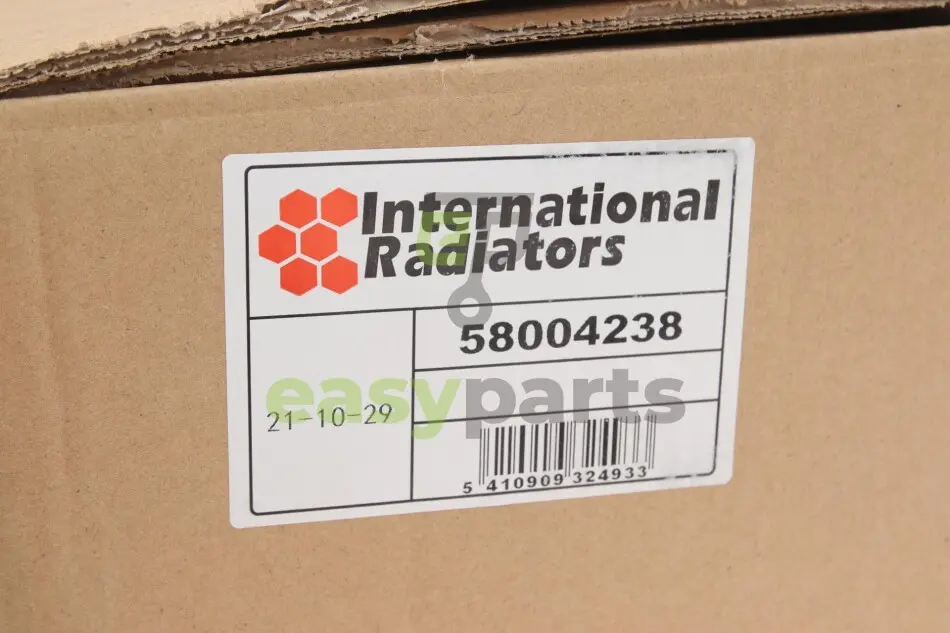 International
Radiators
58004238
easyparts
21-10-29
5 410909 324933